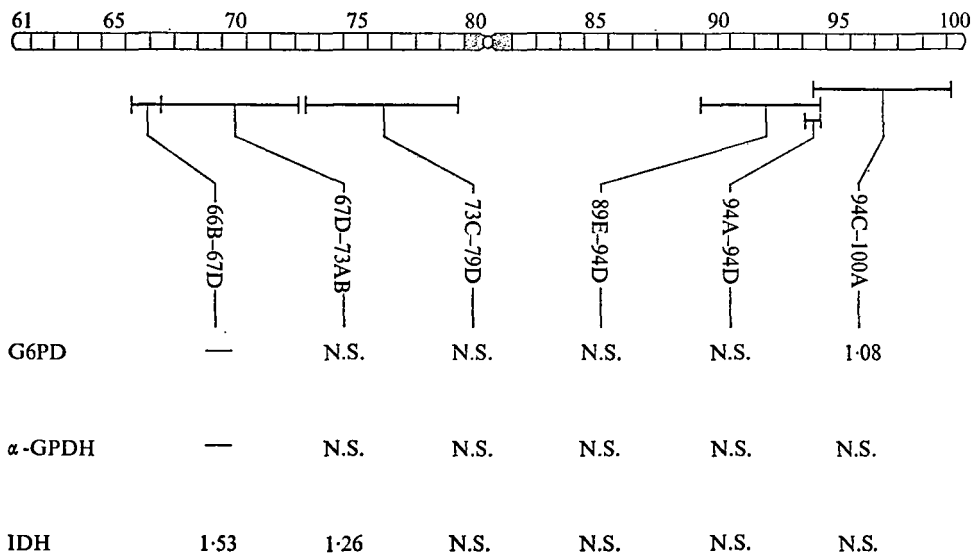 61 65 70 75 80 85 90 95 100
66B–67D 67D–73AB 73C–79D 89E–94D 94A–94D 94C–100A
G6PD — N.S. N.S. N.S. N.S. 1·08
α-GPDH — N.S. N.S. N.S. N.S. N.S.
IDH 1·53 1·26 N.S. N.S. N.S. N.S.